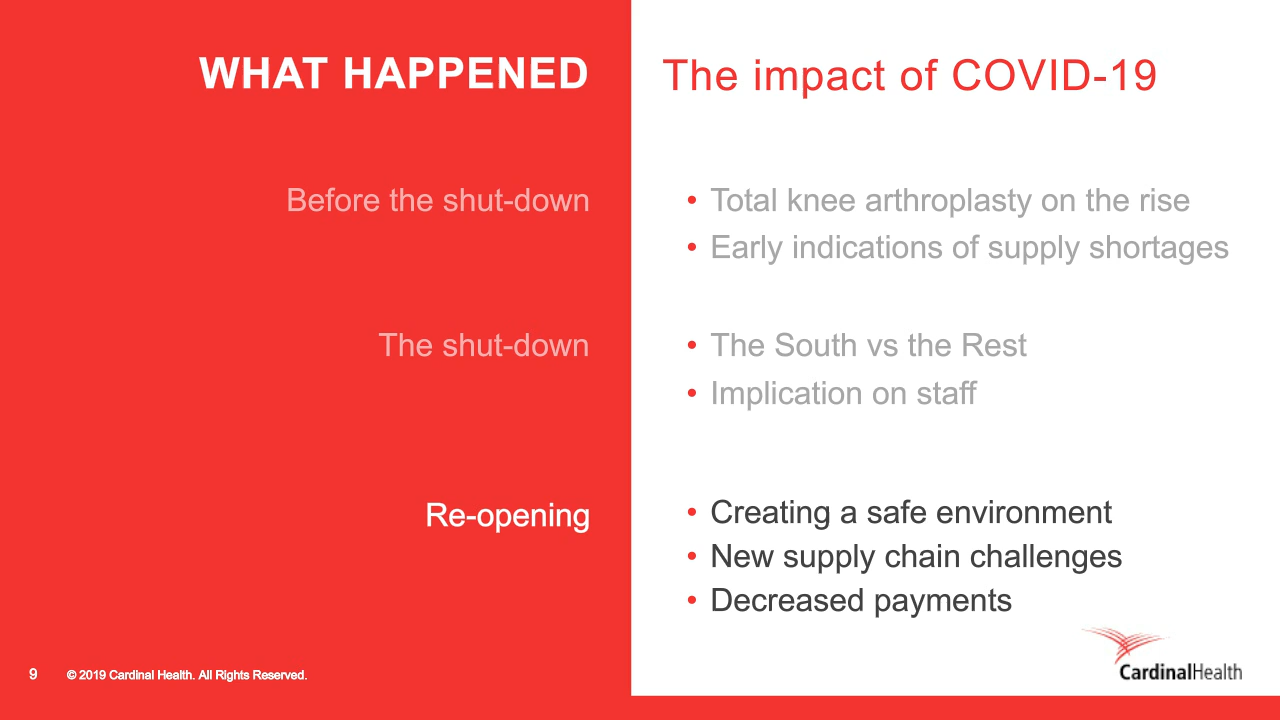 WHAT HAPPENED
The impact of COVID-19
Before the shut-down
• Total knee arthroplasty on the rise
• Early indications of supply shortages
The shut-down
• The South vs the Rest
• Implication on staff
Re-opening
• Creating a safe environment
• New supply chain challenges
• Decreased payments
9 © 2019 Cardinal Health. All Rights Reserved.
CardinalHealth